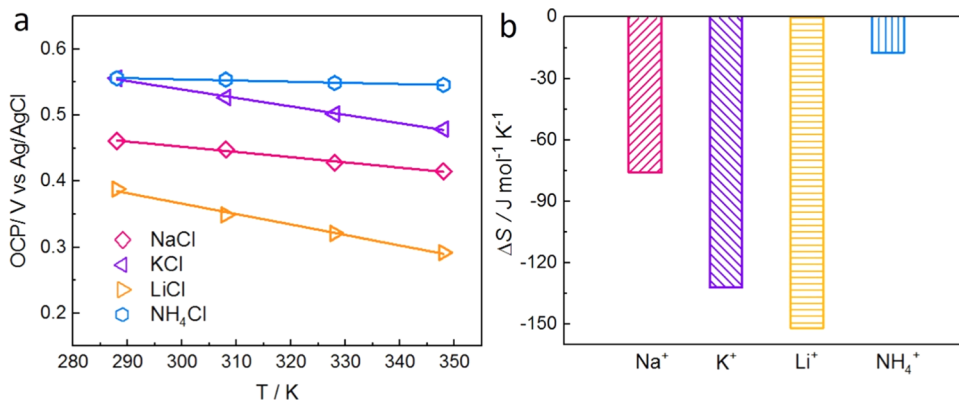 a
OCP/ V vs Ag/AgCl
0.6
0.5
0.4
0.3
0.2
NaCl
KCl
LiCl
NH₄Cl
280 290 300 310 320 330 340 350
T / K
b
ΔS / J mol⁻¹ K⁻¹
0
-30
-60
-90
-120
-150
Na⁺ K⁺ Li⁺ NH₄⁺